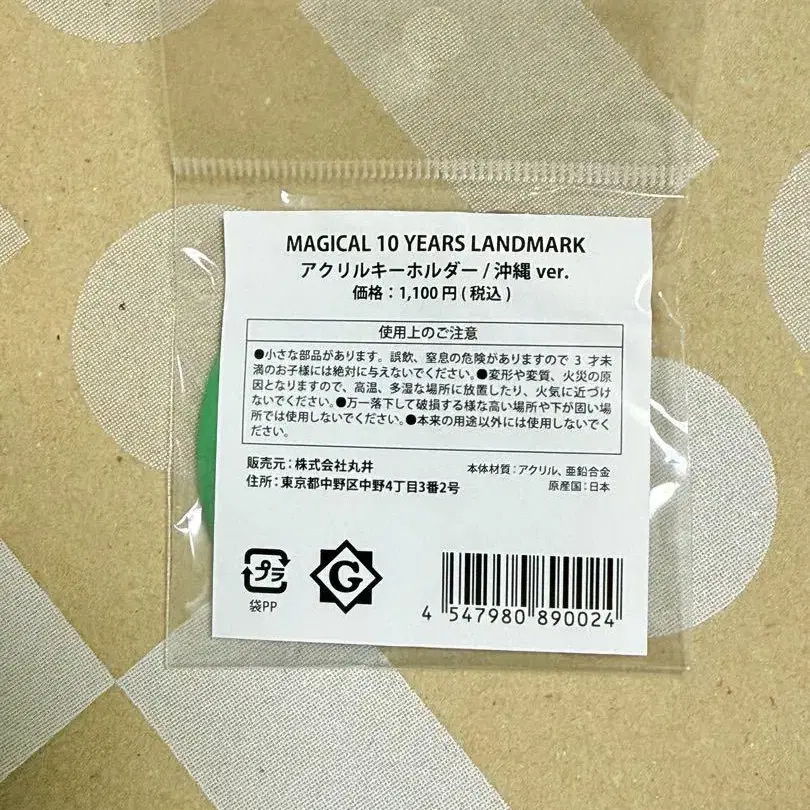 MAGICAL 10 YEARS LANDMARK
アクリルキーホルダー / 沖縄 ver.
価格：1,100 円 ( 税込 )
使用上のご注意
●小さな部品があります。誤飲、窒息の危険がありますので 3 才未
満のお子様には絶対に与えないでください。●変形や変質、火災の原
因となりますので、高温、多湿な場所に放置したり、火気に近づけ
ないでください。●万一落下して破損する様な高い場所や下が固い場
所では使用しないでください。●本来の用途以外には使用しないでく
ださい。
販売元：株式会社丸井
住所：東京都中野区中野4丁目3番2号
本体材質：アクリル、亜鉛合金
原産国：日本
プラ
袋PP
G
4 547980 890024